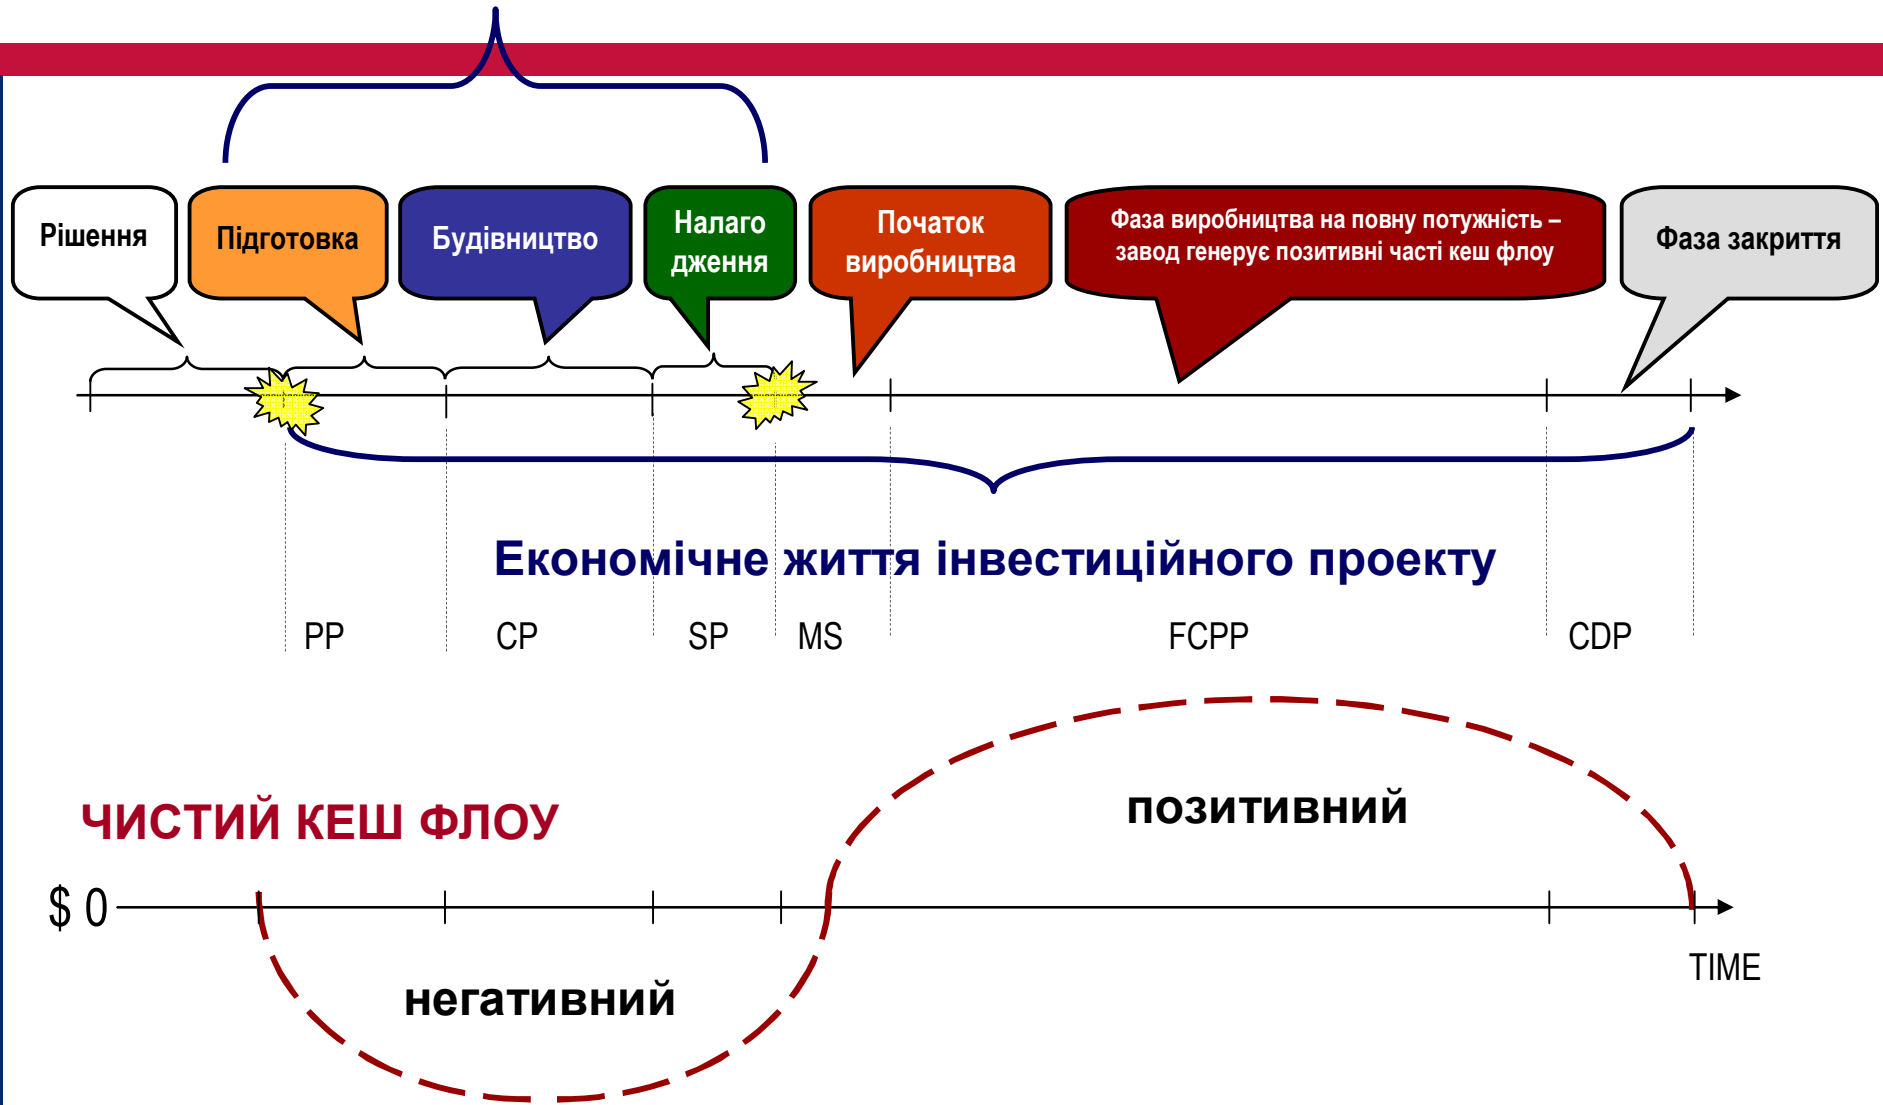 Рішення
Підготовка
Будівництво
Налаго
дження
Початок
виробництва
Фаза виробництва на повну потужність –
завод генерує позитивні часті кеш флоу
Фаза закриття
Економічне життя інвестиційного проекту
PP
CP
SP
MS
FCPP
CDP
ЧИСТИЙ КЕШ ФЛОУ
позитивний
$ 0
TIME
негативний